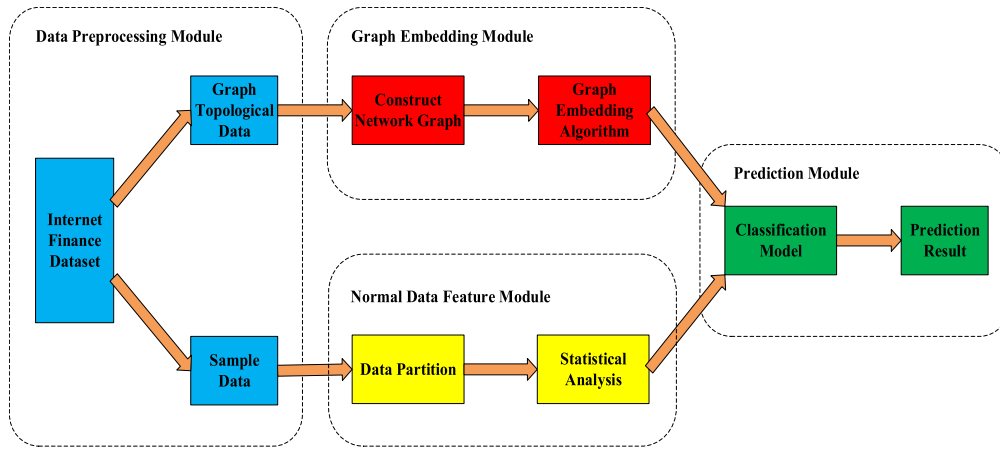 Data Preprocessing Module
Graph
Topological
Data
Internet
Finance
Dataset
Sample
Data
Graph Embedding Module
Construct
Network Graph
Graph
Embedding
Algorithm
Normal Data Feature Module
Data Partition
Statistical
Analysis
Prediction Module
Classification
Model
Prediction
Result